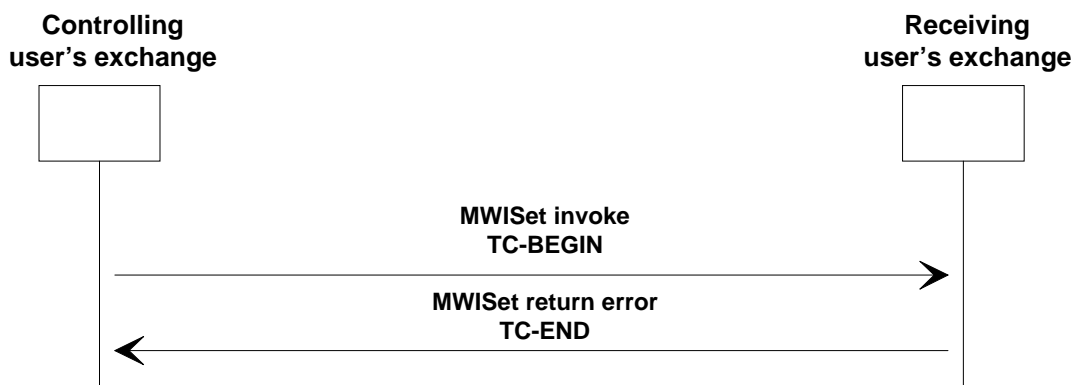 Controlling
user’s exchange
Receiving
user’s exchange
MWISet invoke
TC-BEGIN
MWISet return error
TC-END